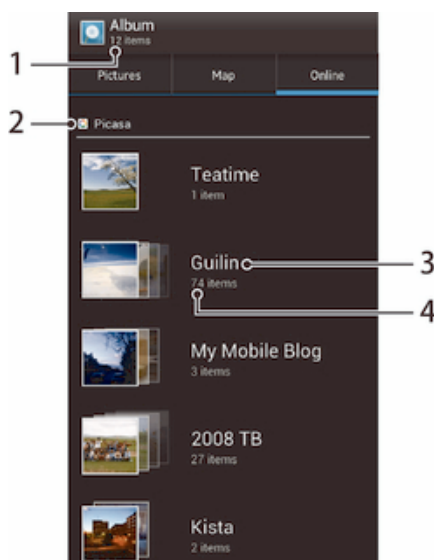 Album
12 items
1
Pictures Map Online
2
Picasa
Teatime
1 item
Guilin
3
74 items
4
My Mobile Blog
3 items
2008 TB
27 items
Kista
2 items